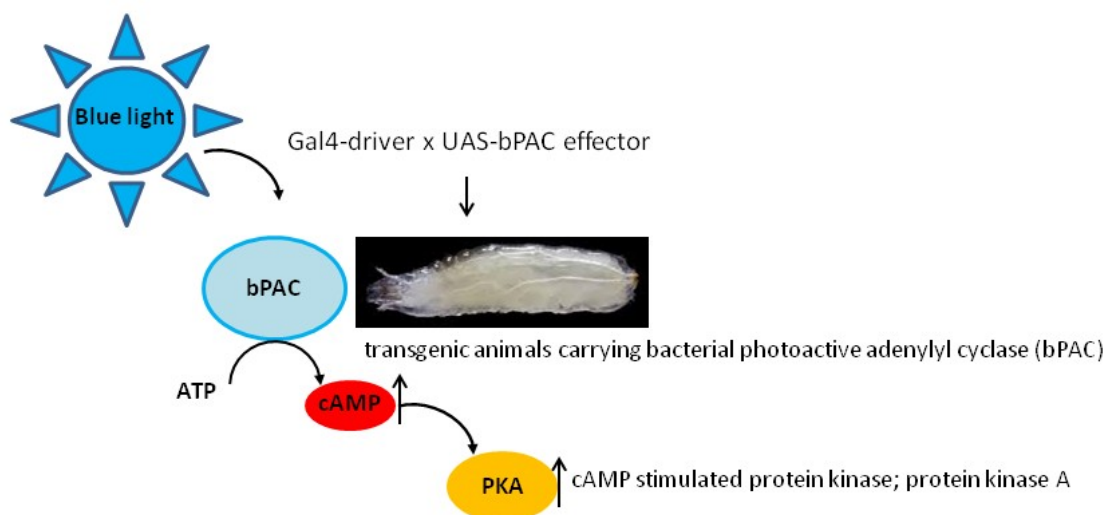 Blue light
Gal4-driver x UAS-bPAC effector
bPAC
transgenic animals carrying bacterial photoactive adenylyl cyclase (bPAC)
ATP
cAMP
PKA
cAMP stimulated protein kinase; protein kinase A